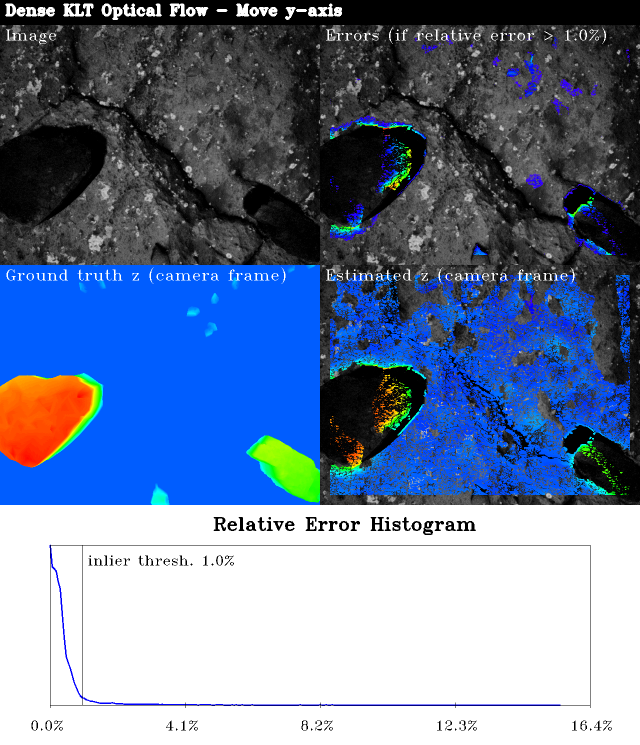 Dense KLT Optical Flow - Move y-axis
Image
Errors (if relative error > 1.0%)
Ground truth z (camera frame)
Estimated z (camera frame)
Relative Error Histogram
inlier thresh. 1.0%
0.0% 4.1% 8.2% 12.3% 16.4%